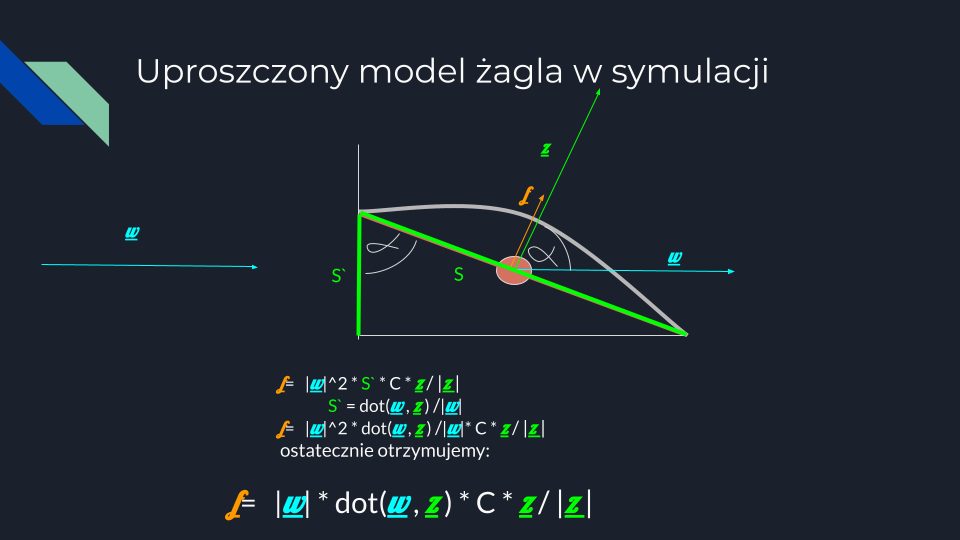 Uproszczony model żagla w symulacji
z
f
w
α
α
w
S`
S
f= |w|^2 * S` * C * z / |z|
S` = dot(w, z) /|w|
f= |w|^2 * dot(w, z) /|w|* C * z / |z|
ostatecznie otrzymujemy:
f= |w| * dot(w, z) * C * z / |z|